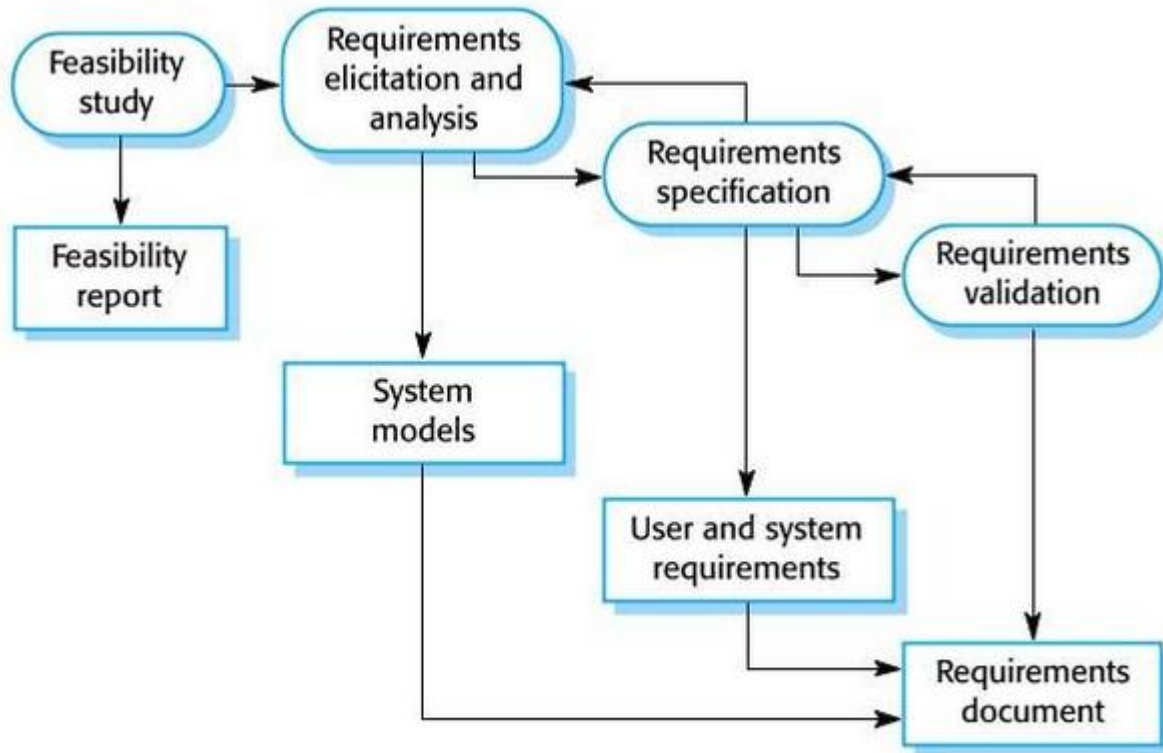 Feasibility
study
Requirements
elicitation and
analysis
Requirements
specification
Requirements
validation
Feasibility
report
System
models
User and system
requirements
Requirements
document